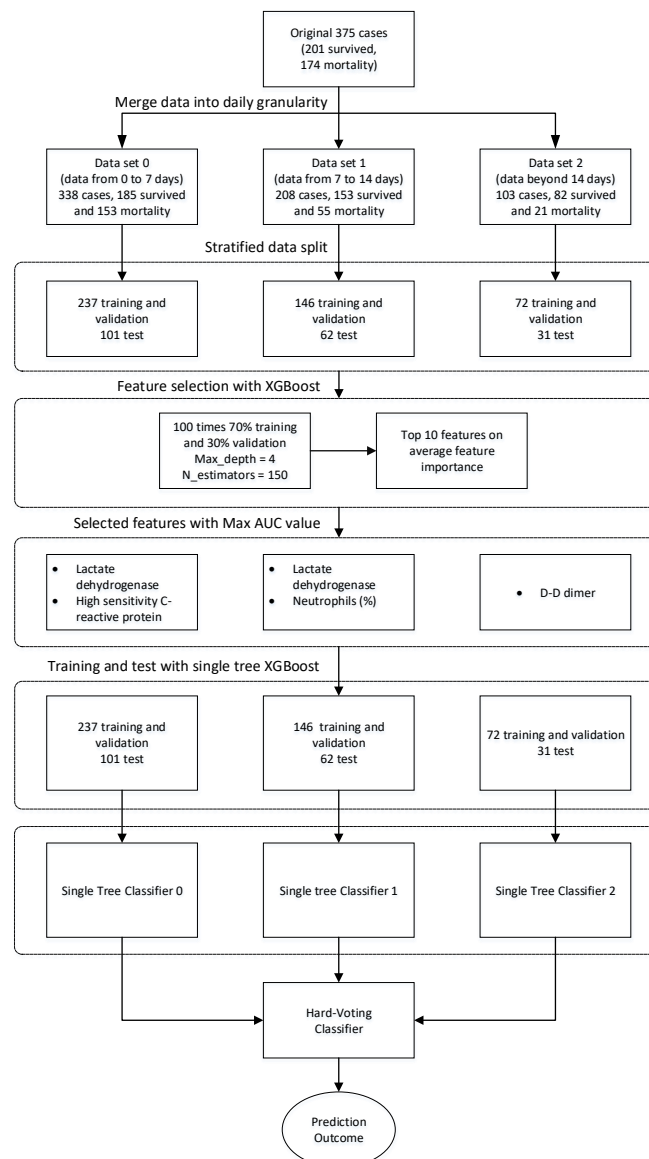 Original 375 cases
(201 survived,
174 mortality)
Merge data into daily granularity
Data set 0
(data from 0 to 7 days)
338 cases, 185 survived
and 153 mortality
Data set 1
(data from 7 to 14 days)
208 cases, 153 survived
and 55 mortality
Data set 2
(data beyond 14 days)
103 cases, 82 survived
and 21 mortality
Stratified data split
237 training and
validation
101 test
146 training and
validation
62 test
72 training and
validation
31 test
Feature selection with XGBoost
100 times 70% training
and 30% validation
Max_depth = 4
N_estimators = 150
Top 10 features on
average feature
importance
Selected features with Max AUC value
• Lactate
dehydrogenase
• High sensitivity C-
reactive protein
• Lactate
dehydrogenase
• Neutrophils (%)
• D-D dimer
Training and test with single tree XGBoost
237 training and
validation
101 test
146 training and
validation
62 test
72 training and validation
31 test
Single Tree Classifier 0
Single tree Classifier 1
Single Tree Classifier 2
Hard-Voting
Classifier
Prediction
Outcome